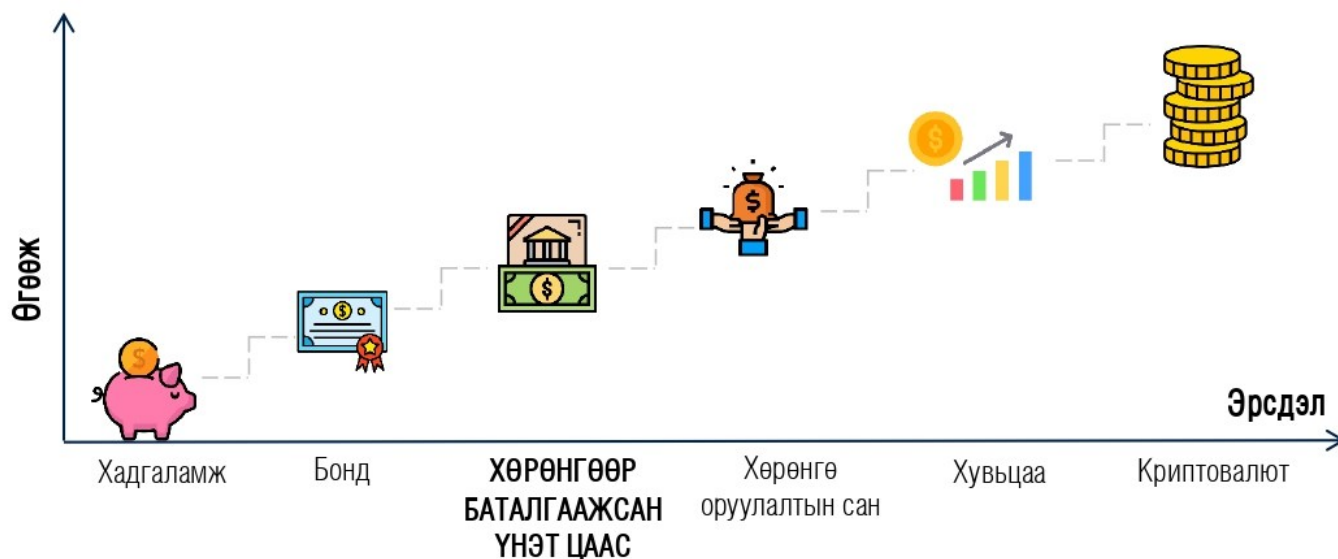 Өгөөж
Эрсдэл
Хадгаламж
Бонд
ХӨРӨНГӨӨР
БАТАЛГААЖСАН
ҮНЭТ ЦААС
Хөрөнгө
оруулалтын сан
Хувьцаа
Криптовалют